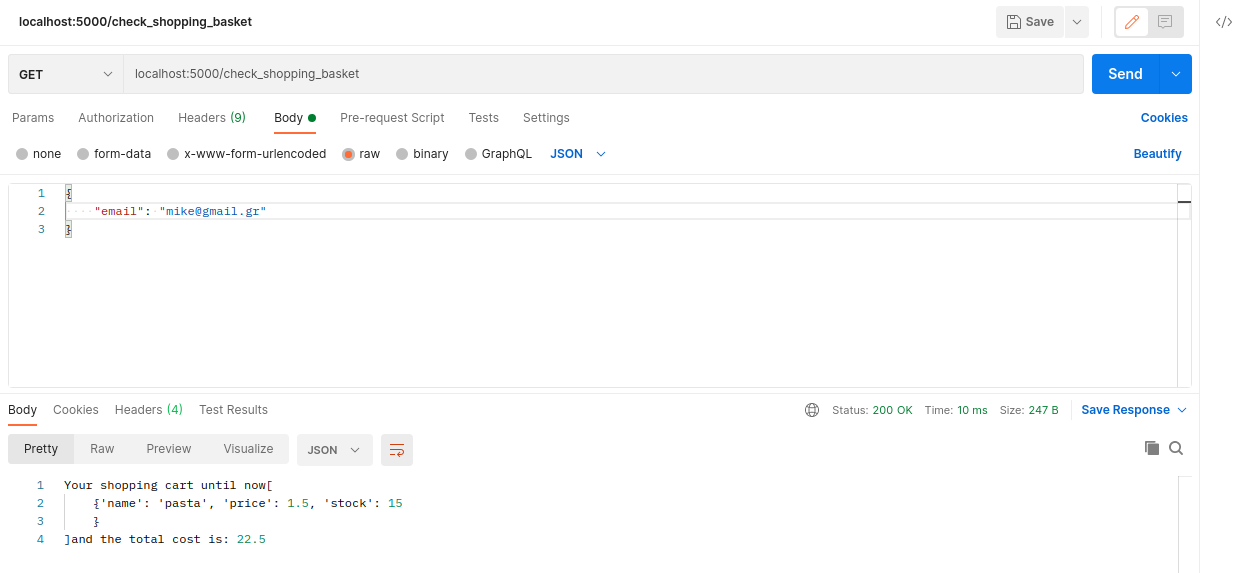 localhost:5000/check_shopping_basket
Save
</>
GET
localhost:5000/check_shopping_basket
Send
Params Authorization Headers (9) Body Pre-request Script Tests Settings Cookies
none form-data x-www-form-urlencoded raw binary GraphQL JSON Beautify
1 {
2 ····"email":·"mike@gmail.gr"
3 }
Body Cookies Headers (4) Test Results Status: 200 OK Time: 10 ms Size: 247 B Save Response
Pretty Raw Preview Visualize JSON
1 Your shopping cart until now[
2 {'name': 'pasta', 'price': 1.5, 'stock': 15
3 }
4 ]and the total cost is: 22.5